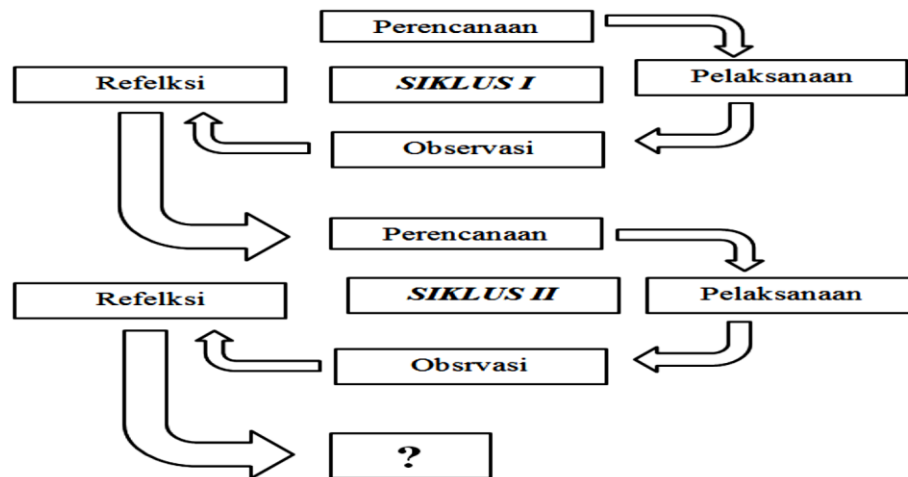 Perencanaan
Refelksi
SIKLUS I
Pelaksanaan
Observasi
Perencanaan
Refelksi
SIKLUS II
Pelaksanaan
Obsrvasi
?